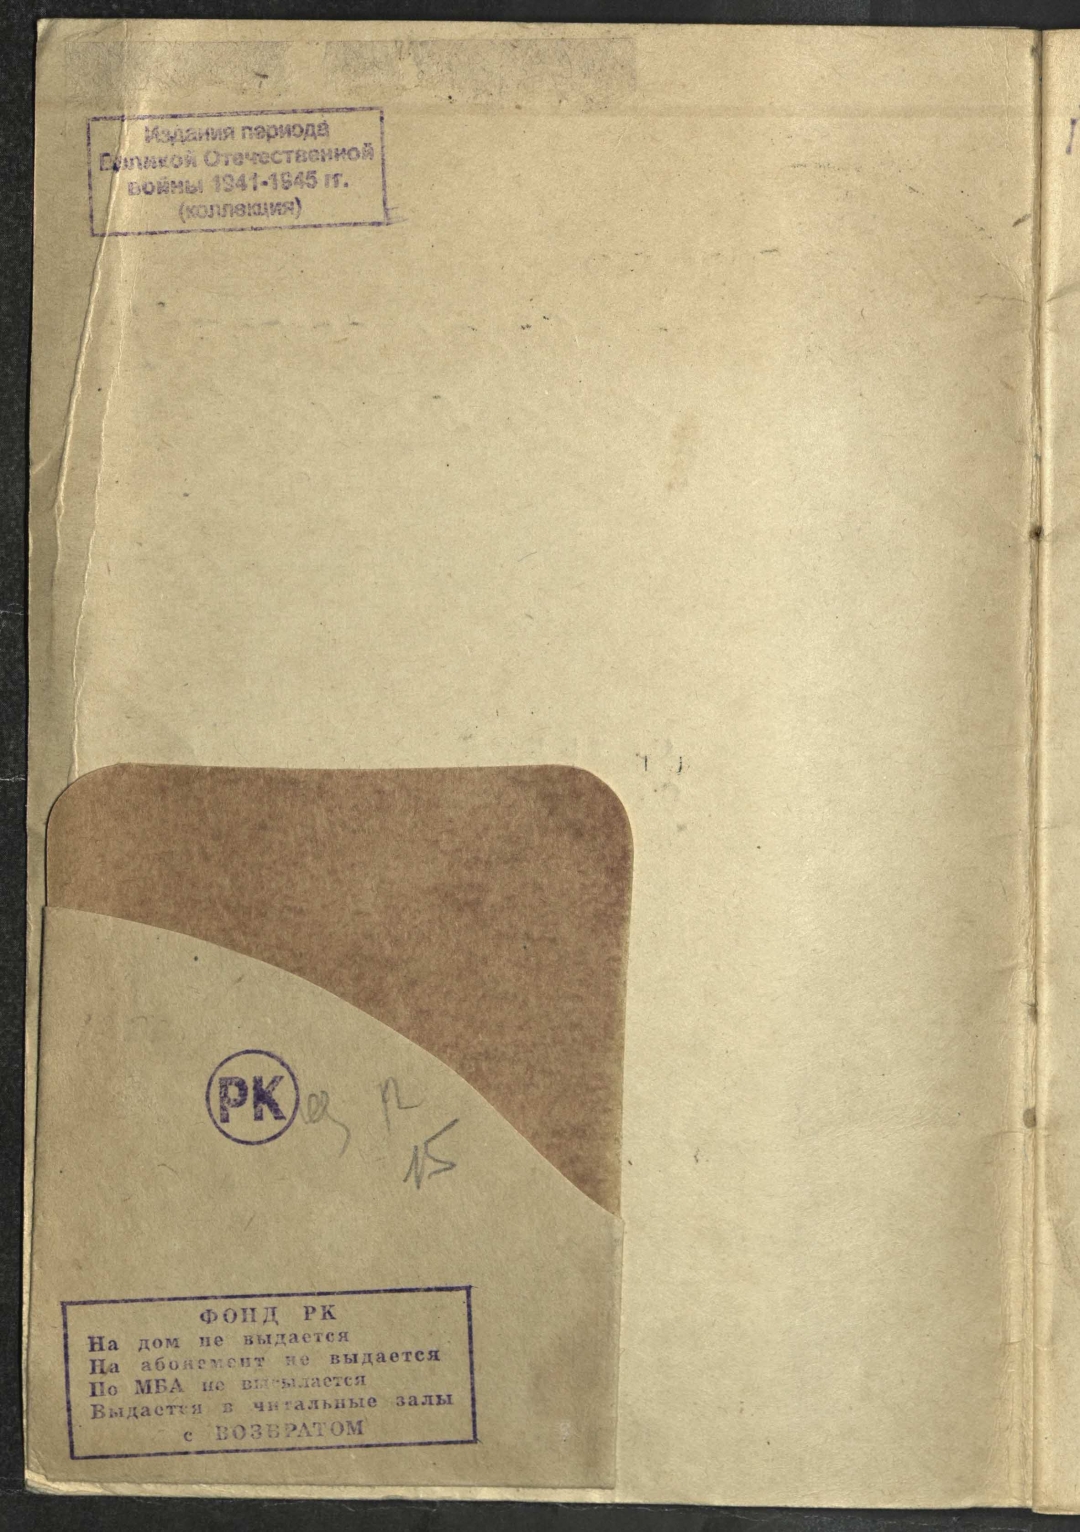 Издания периода
Великой Отечественной
войны 1941-1945 гг.
(коллекция)
РК
15
ФОНД РК
На дом не выдается
На абонемент не выдается
По МБА не высылается
Выдается в читальные залы
с ВОЗВРАТОМ